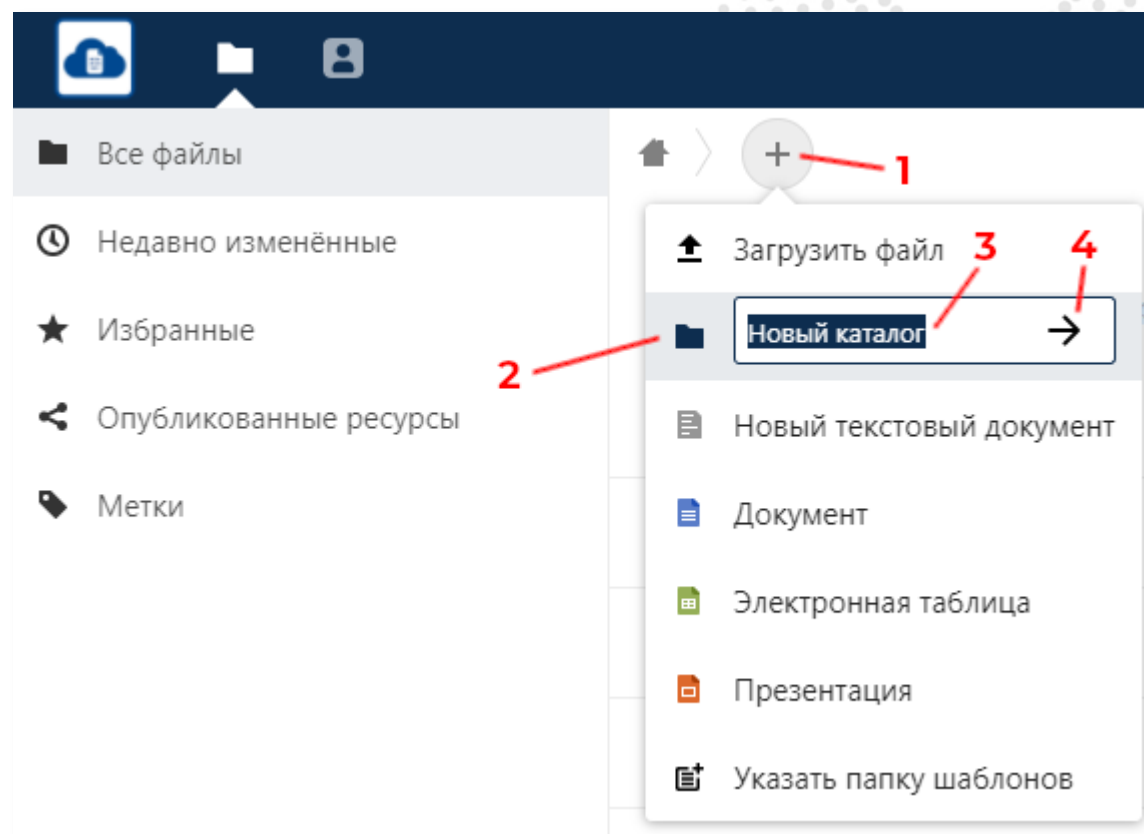 Все файлы
Недавно изменённые
Избранные
Опубликованные ресурсы
Метки
1
Загрузить файл
3
4
2
Новый каталог
Новый текстовый документ
Документ
Электронная таблица
Презентация
Указать папку шаблонов